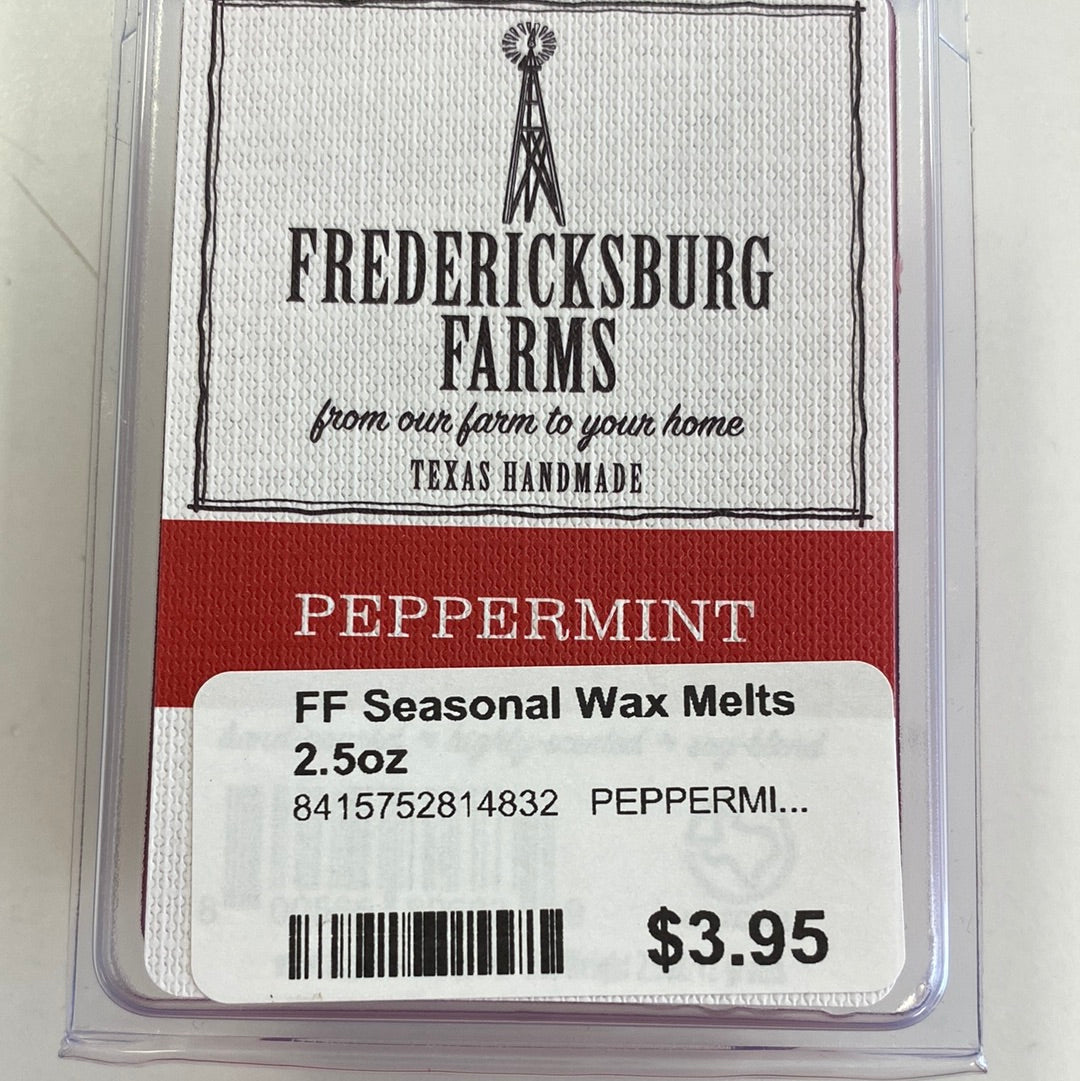 FREDERICKSBURG
FARMS
from our farm to your home
TEXAS HANDMADE
PEPPERMINT
FF Seasonal Wax Melts
2.5oz
8415752814832 PEPPERMI...
$3.95